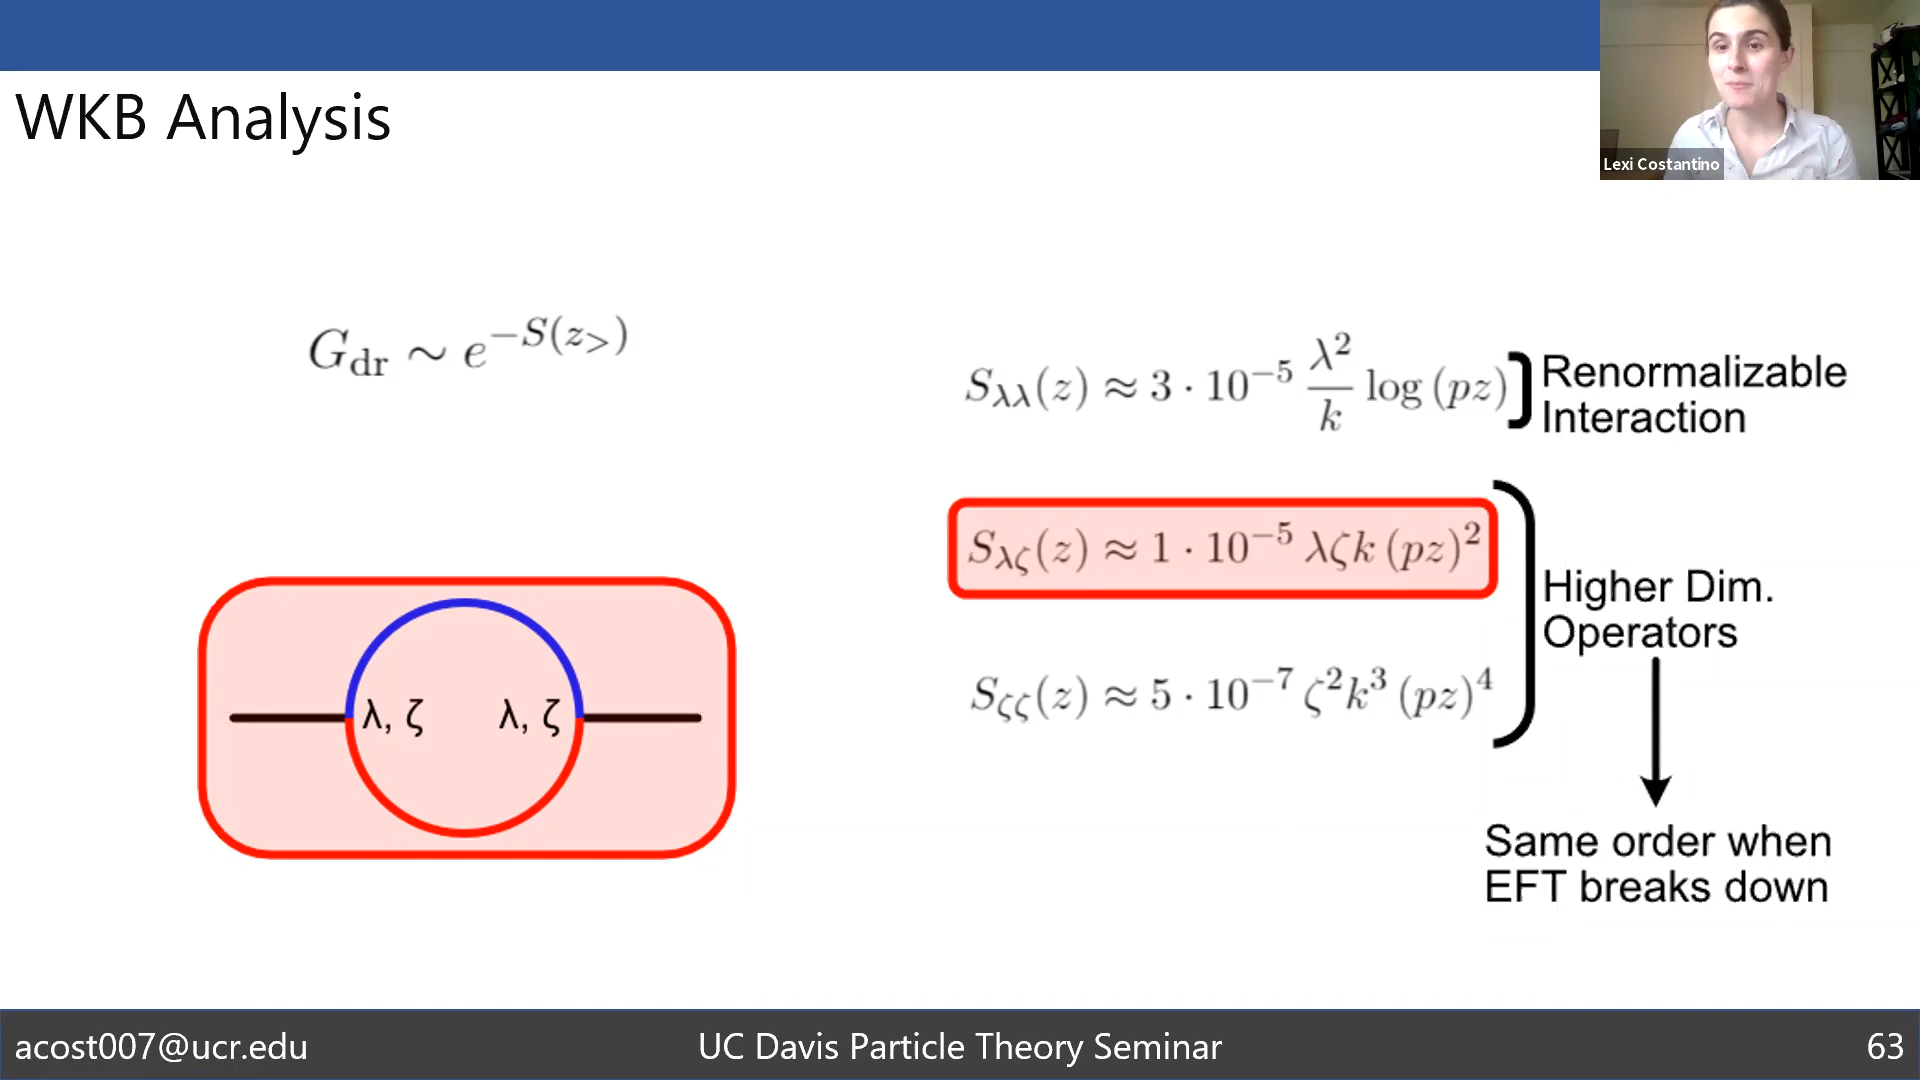 Lexi Costantino
WKB Analysis
G_dr ∼ e^{−S(z_>)}
S_λλ(z) ≈ 3 · 10^{−5} λ²/k log (pz)
Renormalizable
Interaction
S_λζ(z) ≈ 1 · 10^{−5} λζk (pz)²
S_ζζ(z) ≈ 5 · 10^{−7} ζ²k³ (pz)⁴
Higher Dim.
Operators
λ, ζ λ, ζ
Same order when
EFT breaks down
acost007@ucr.edu
UC Davis Particle Theory Seminar
63